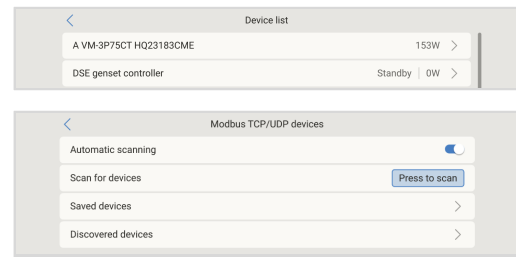 Device list
A VM-3P75CT HQ23183CME 153W
DSE genset controller Standby 0W
Modbus TCP/UDP devices
Automatic scanning
Scan for devices Press to scan
Saved devices
Discovered devices